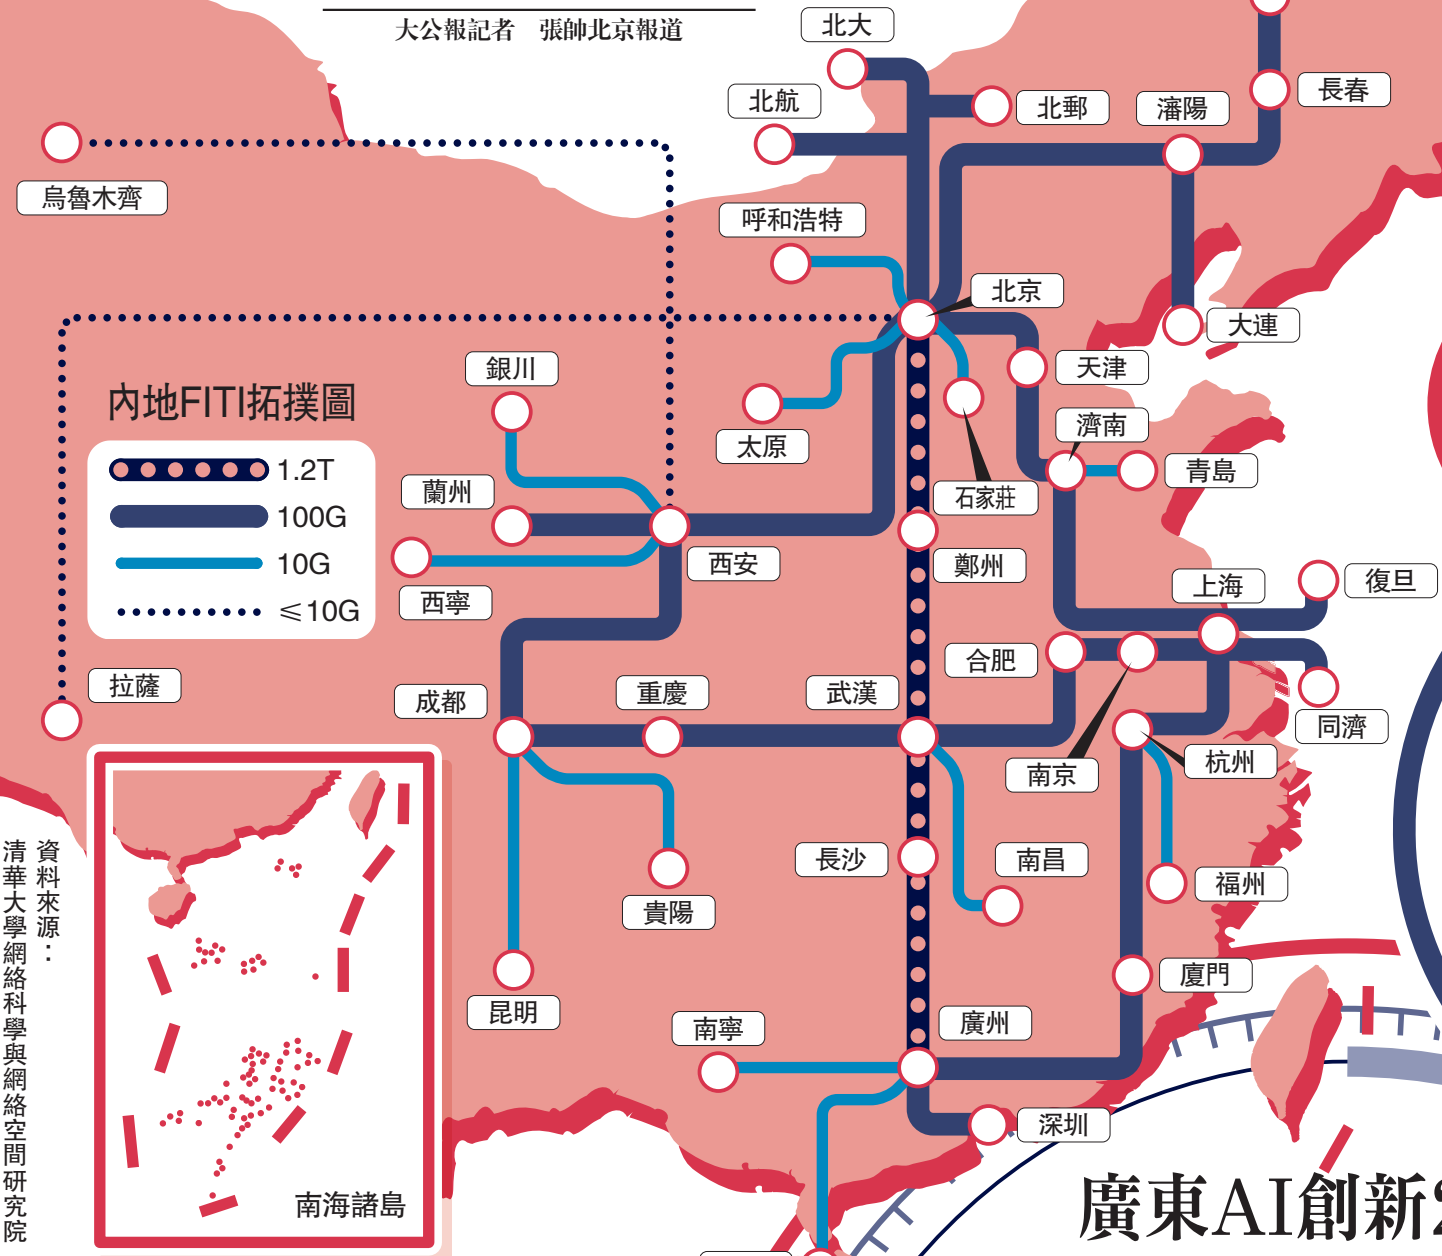 大公報記者　張帥北京報道
北大
北航
北郵
瀋陽
長春
烏魯木齊
呼和浩特
北京
大連
天津
銀川
太原
濟南
青島
石家莊
蘭州
內地FITI拓撲圖
1.2T
100G
10G
≤10G
西安
鄭州
西寧
上海
復旦
合肥
拉薩
成都
重慶
武漢
同濟
南京
杭州
長沙
南昌
福州
貴陽
廈門
昆明
南寧
廣州
深圳
南海諸島
資料來源：
清華大學網絡科學與網絡空間研究院
廣東AI創新